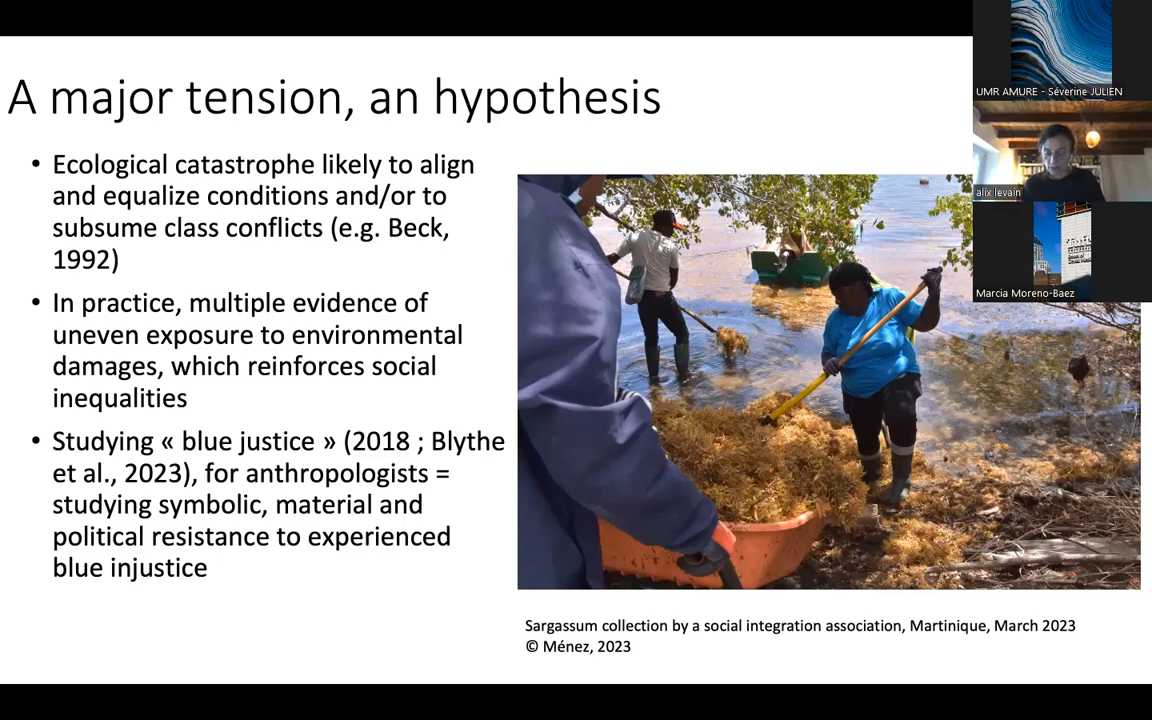 A major tension, an hypothesis
• Ecological catastrophe likely to align
and equalize conditions and/or to
subsume class conflicts (e.g. Beck,
1992)
• In practice, multiple evidence of
uneven exposure to environmental
damages, which reinforces social
inequalities
• Studying « blue justice » (2018 ; Blythe
et al., 2023), for anthropologists =
studying symbolic, material and
political resistance to experienced
blue injustice
Sargassum collection by a social integration association, Martinique, March 2023
© Ménez, 2023
UMR AMURE - Séverine JULIEN
alix levain
Marcia Moreno-Baez